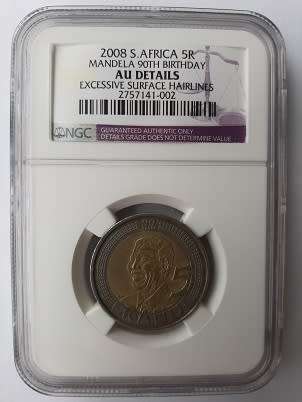 2008 S.AFRICA 5R
MANDELA 90TH BIRTHDAY
AU DETAILS
EXCESSIVE SURFACE HAIRLINES
2757141-002
NGC
GUARANTEED AUTHENTIC ONLY
DETAILS GRADE DOES NOT DETERMINE VALUE
5